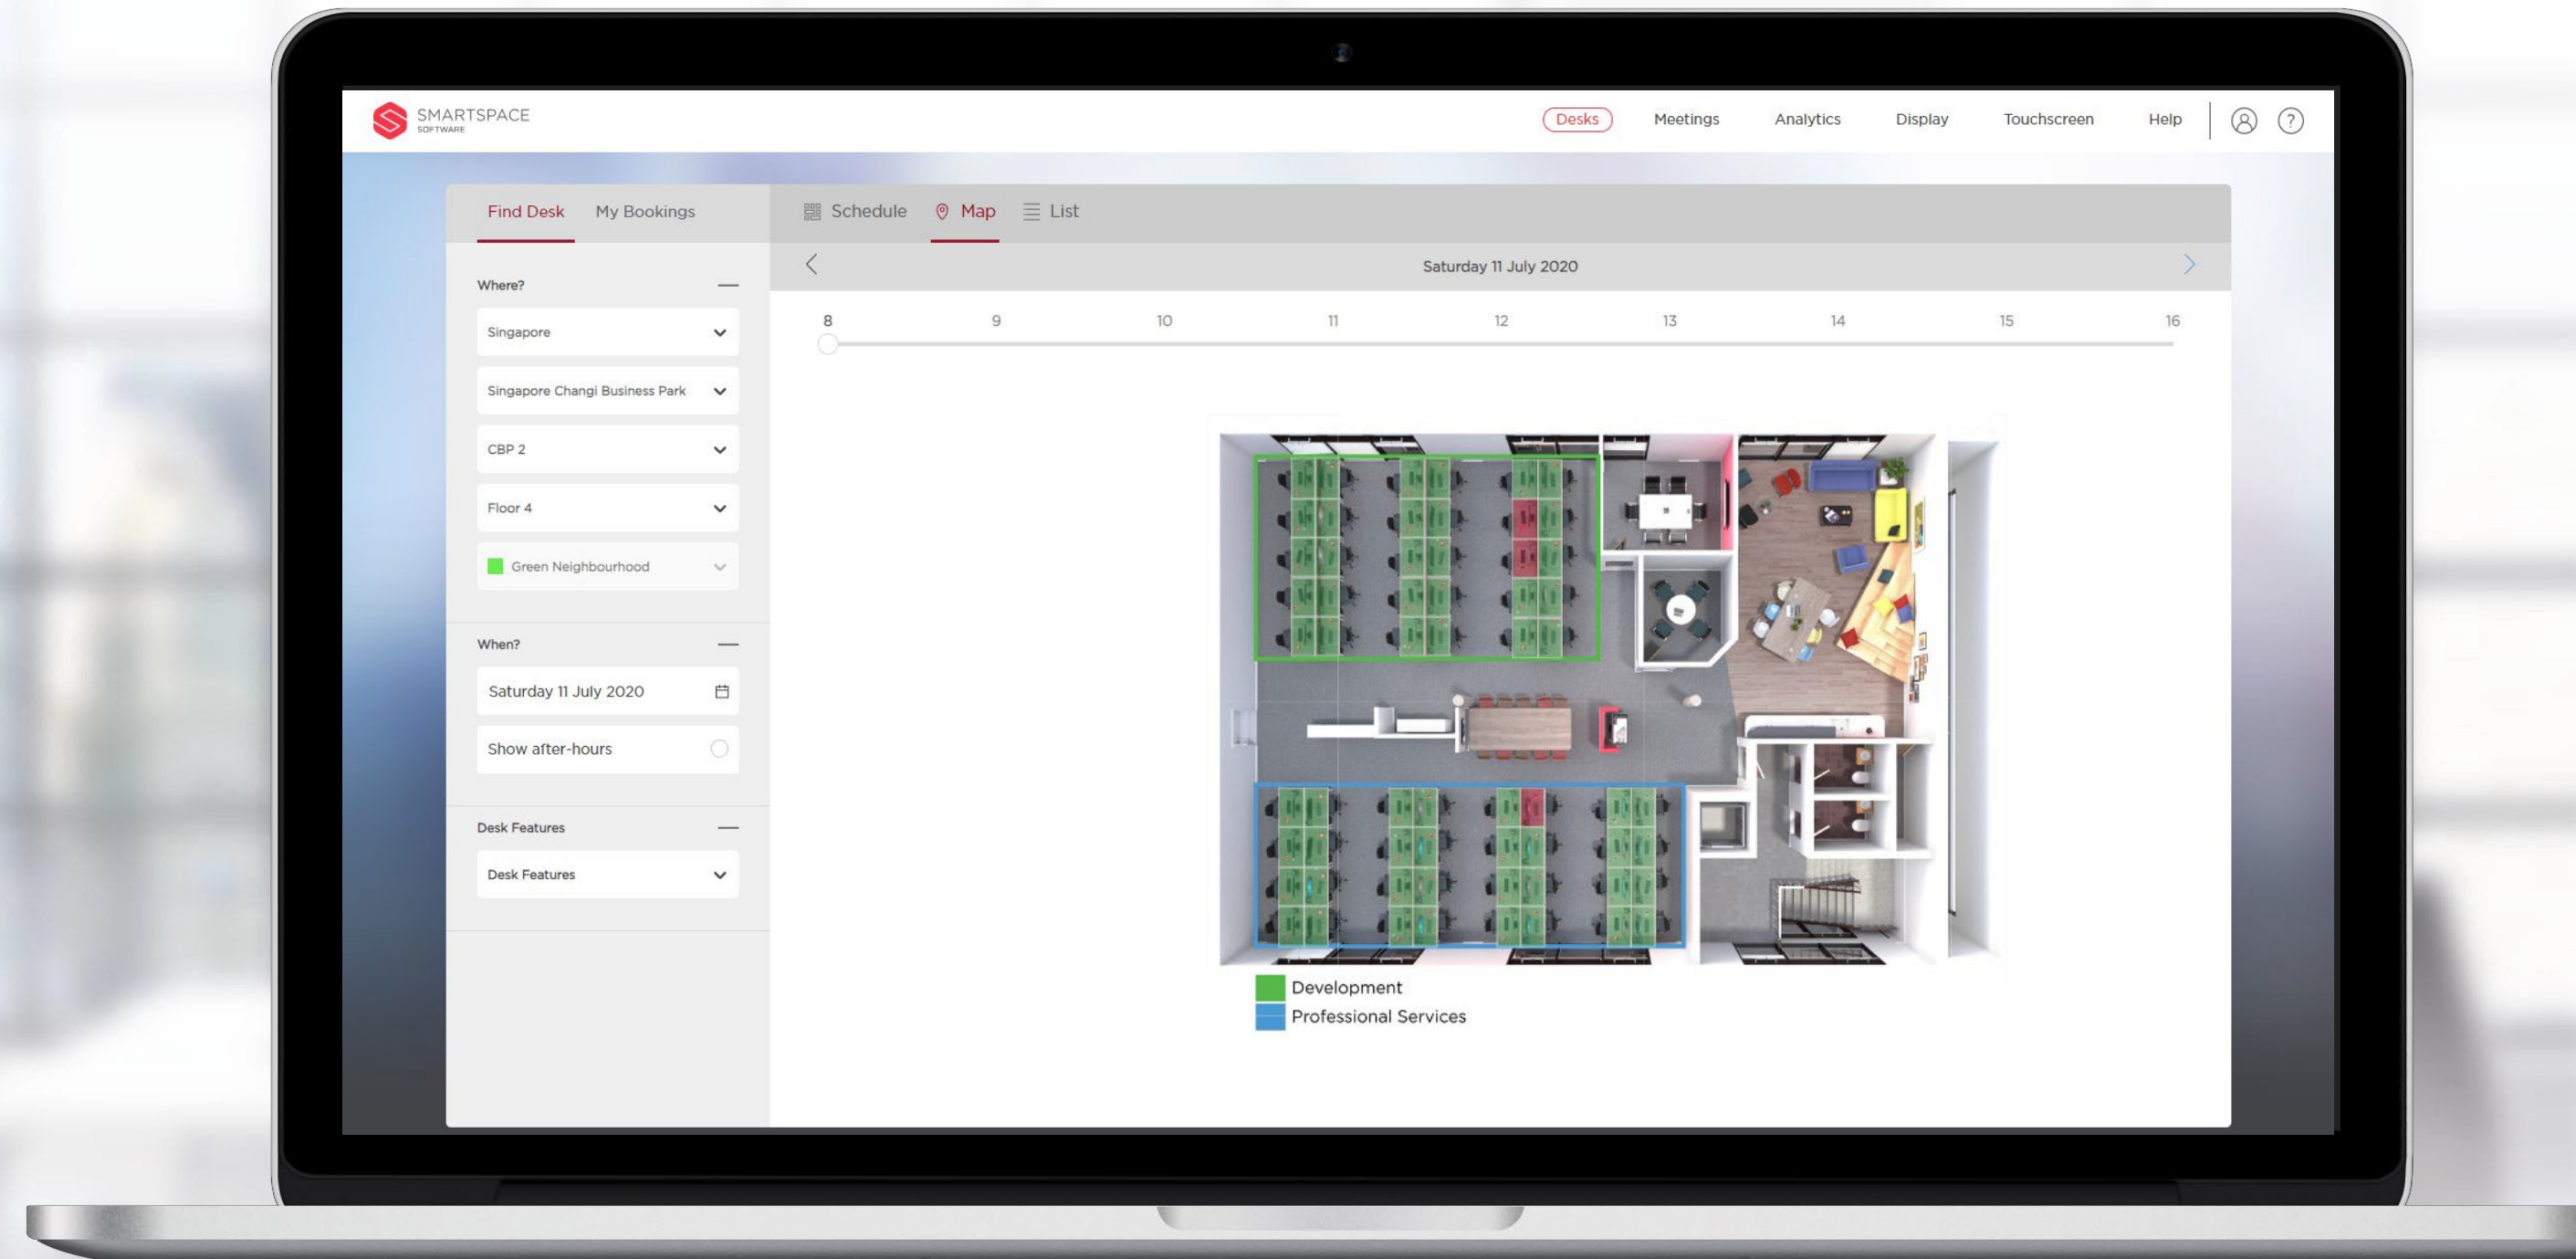 SMARTSPACE
SOFTWARE
Desks Meetings Analytics Display Touchscreen Help ?
Find Desk My Bookings
Schedule Map List
Saturday 11 July 2020
8 9 10 11 12 13 14 15 16
Where?
Singapore
Singapore Changi Business Park
CBP 2
Floor 4
Green Neighbourhood
When?
Saturday 11 July 2020
Show after-hours
Desk Features
Desk Features
Development
Professional Services